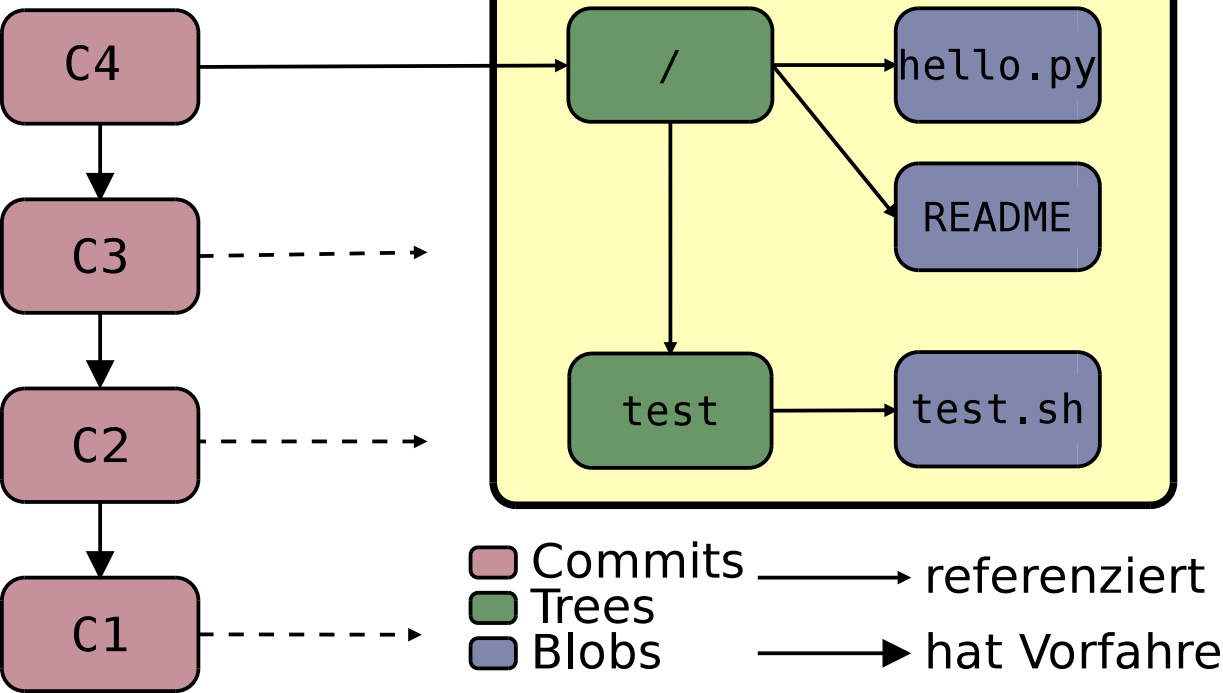 C4
/
hello.py
C3
README
C2
test
test.sh
Commits
referenziert
Trees
C1
Blobs
hat Vorfahre